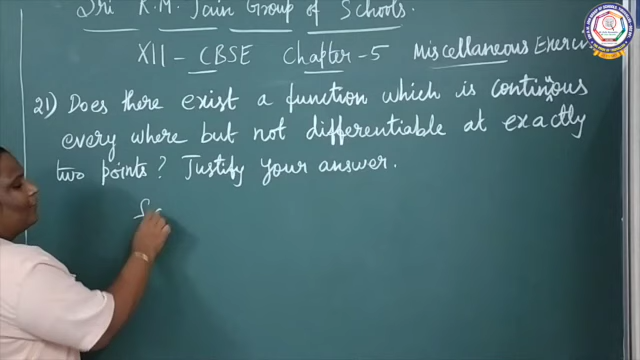 Sri K.M. Jain Group of Schools.
XII - CBSE Chapter - 5 Miscellaneous Exerci
21) Does there exist a function which is continuous
every where but not differentiable at exactly
two points? Justify your answer.